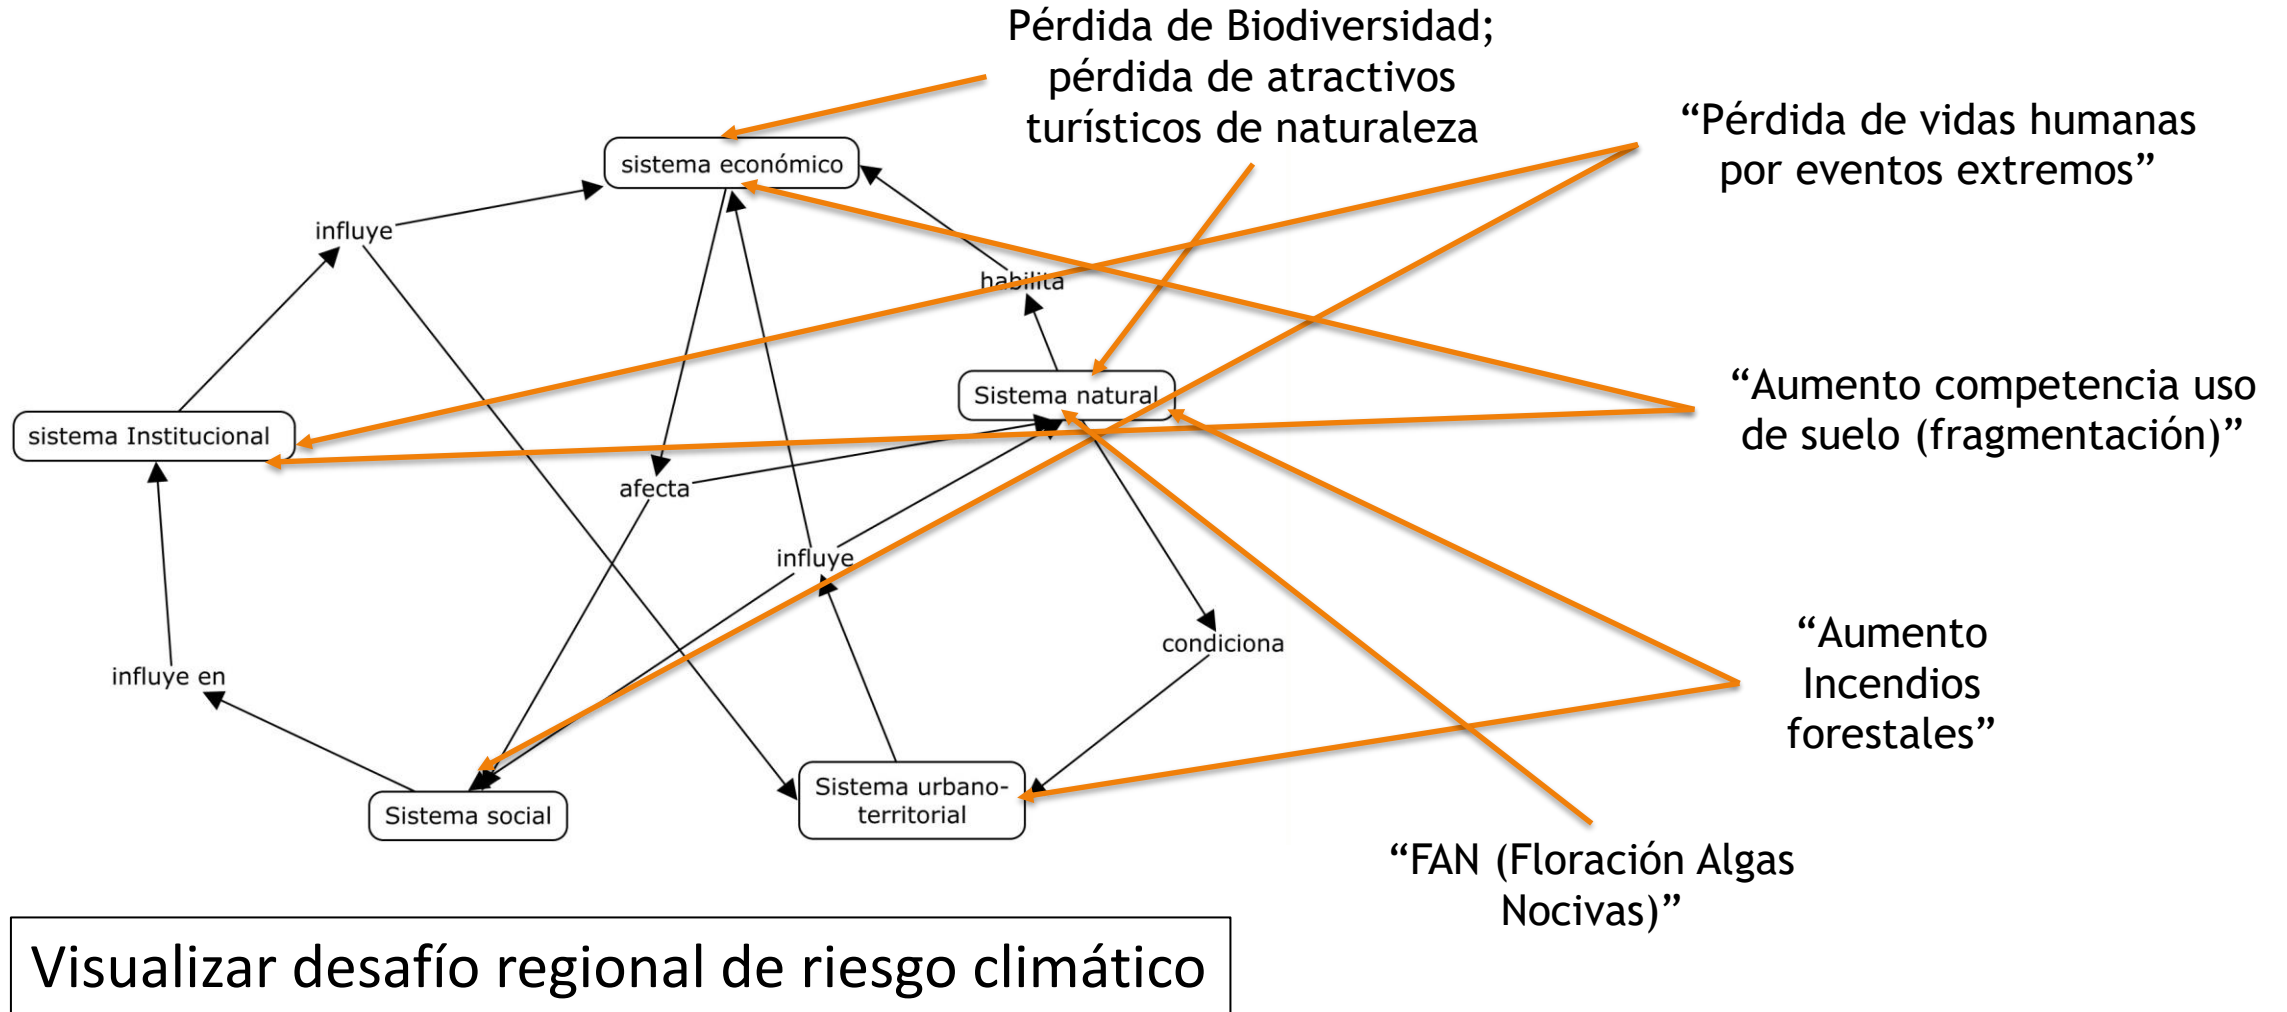 Pérdida de Biodiversidad;
pérdida de atractivos
turísticos de naturaleza
“Pérdida de vidas humanas
por eventos extremos”
sistema económico
influye
habilita
Sistema natural
“Aumento competencia uso
de suelo (fragmentación)”
sistema Institucional
afecta
influye
condiciona
“Aumento
Incendios
forestales”
influye en
Sistema urbano-
territorial
Sistema social
“FAN (Floración Algas
Nocivas)”
Visualizar desafío regional de riesgo climático